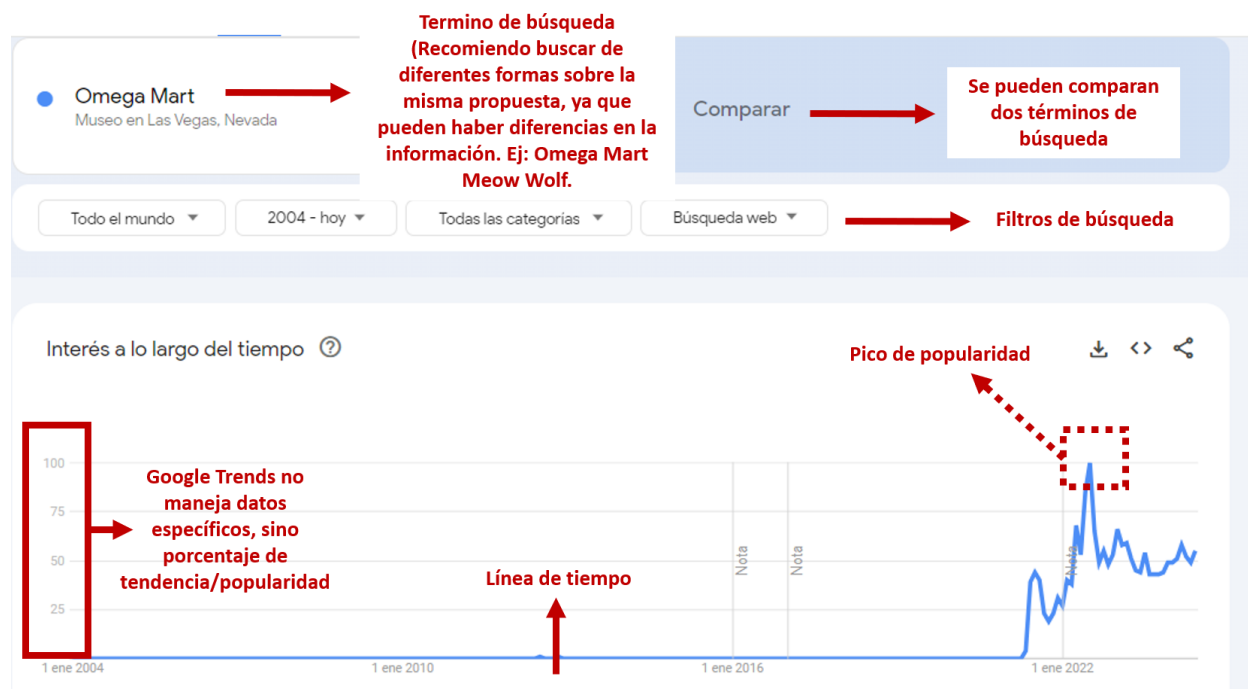 Termino de búsqueda
(Recomiendo buscar de
diferentes formas sobre la
misma propuesta, ya que
pueden haber diferencias en la
información. Ej: Omega Mart
Meow Wolf.
Omega Mart
Museo en Las Vegas, Nevada
Comparar
Se pueden comparan
dos términos de
búsqueda
Todo el mundo
2004 - hoy
Todas las categorías
Búsqueda web
Filtros de búsqueda
Interés a lo largo del tiempo
Pico de popularidad
100
75
50
25
Google Trends no
maneja datos
específicos, sino
porcentaje de
tendencia/popularidad
Línea de tiempo
Nota
Nota
Nota
1 ene 2004
1 ene 2010
1 ene 2016
1 ene 2022